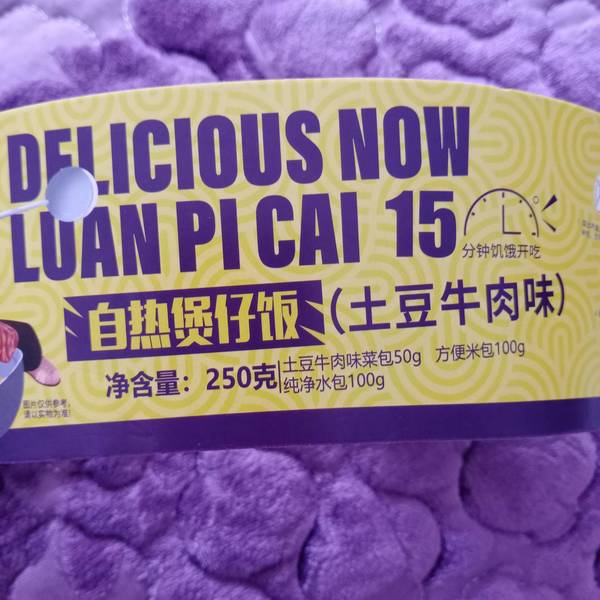 DELICIOUS NOW
LUAN PI CAI 15
分钟饥饿开吃
自热煲仔饭(土豆牛肉味)
净含量：250克 土豆牛肉味菜包50g 方便米包100g
纯净水包100g
图片仅供参考，
请以实物为准！